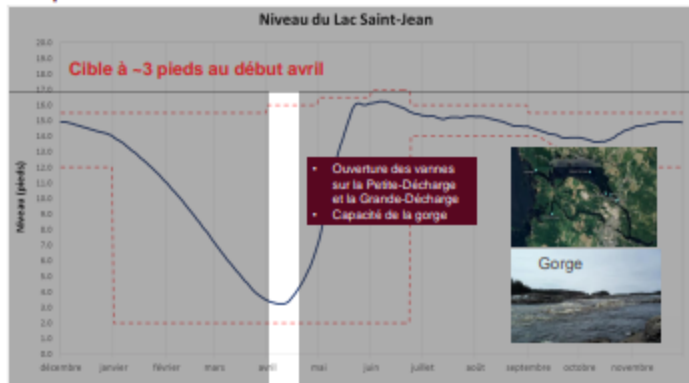 Niveau du Lac Saint-Jean
Cible à ~3 pieds au début avril
Niveau (pieds)
20.0
19.0
18.0
17.0
16.0
15.0
14.0
13.0
12.0
11.0
10.0
9.0
8.0
7.0
6.0
5.0
4.0
3.0
2.0
1.0
0.0
• Ouverture des vannes
sur la Petite-Décharge
et la Grande-Décharge
• Capacité de la gorge
Gorge
décembre janvier février mars avril mai juin juillet août septembre octobre novembre